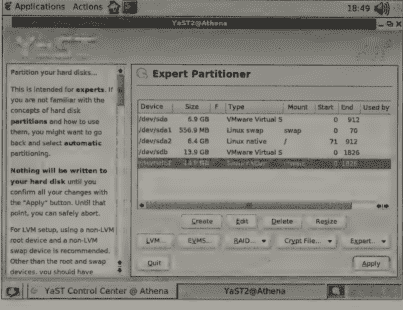 Applications Actions
18:49
YaST2@Athena
YaST
Expert Partitioner
Partition your hard disks...
This is intended for experts. If
you are not familiar with the
concepts of hard disk
partitions and how to use
them, you might want to go
back and select automatic
partitioning.
Nothing will be written to
your hard disk until you
confirm all your changes with
the "Apply" button. Until that
point, you can safely abort.
For LVM setup, using a non-LVM
root device and a non-LVM
swap device is recommended.
Other than the root and swap
devices, you should have
Device Size F Type Mount Start End Used by
/dev/sda 6.9 GB VMware Virtual S 0 912
/dev/sda1 556.9 MB Linux swap swap 0 70
/dev/sda2 6.4 GB Linux native / 71 912
/dev/sdb 13.9 GB VMware Virtual S 0 1826
0 1826
Create Edit Delete Resize
LVM... EVMS... RAID... Crypt File... Expert...
Quit Apply
YaST Control Center @ Athena YaST2@Athena